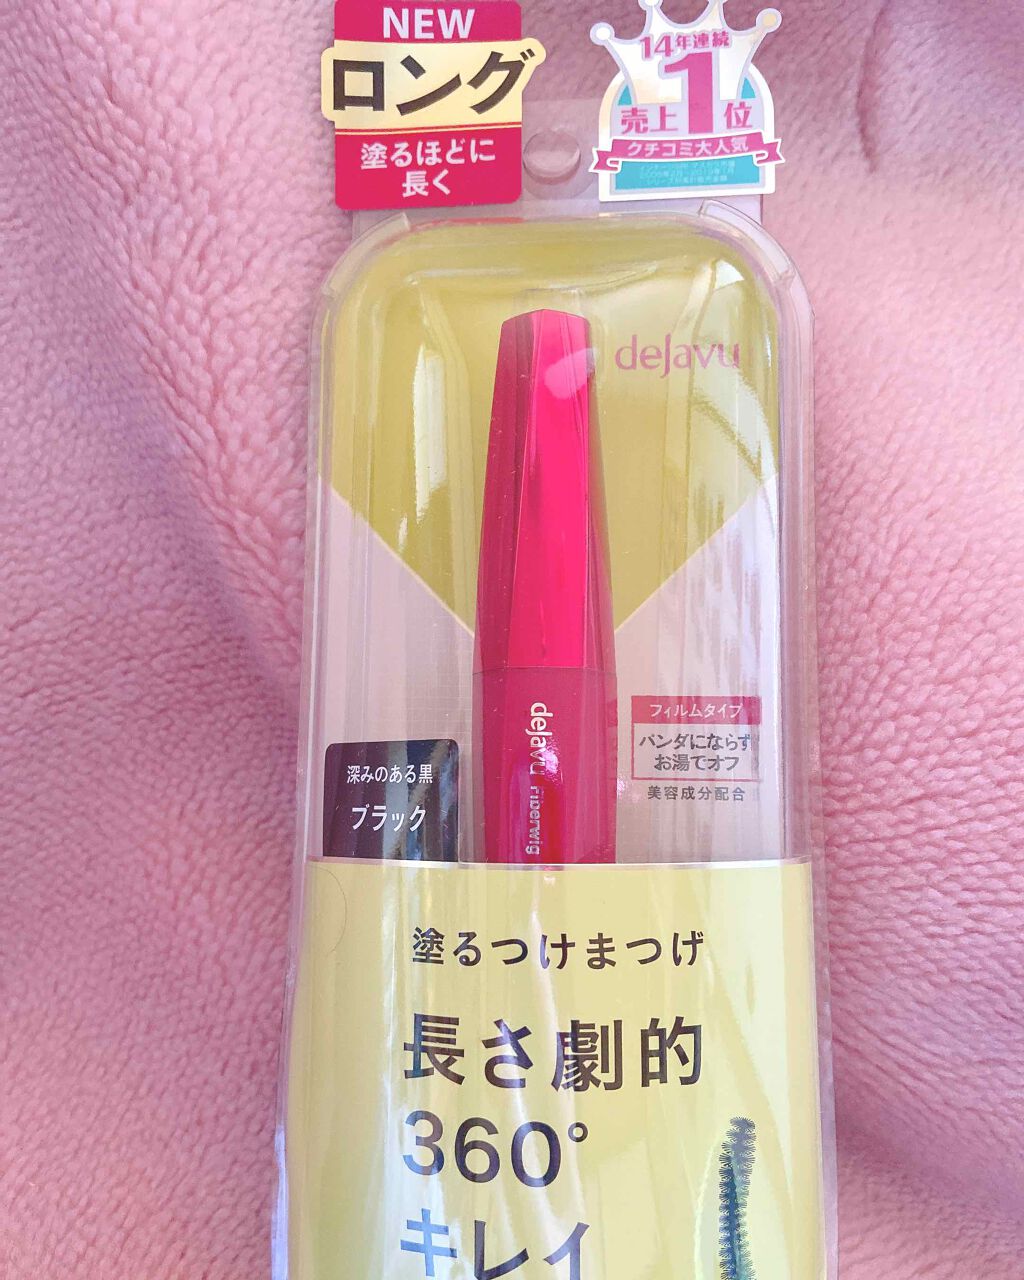 NEW
ロング
塗るほどに
長く
14年連続
売上1位
クチコミ大人気
dejavu
dejavu Fiberwig
フィルムタイプ
パンダにならず
お湯でオフ
美容成分配合
深みのある黒
ブラック
塗るつけまつげ
長さ劇的
360°
キレイ